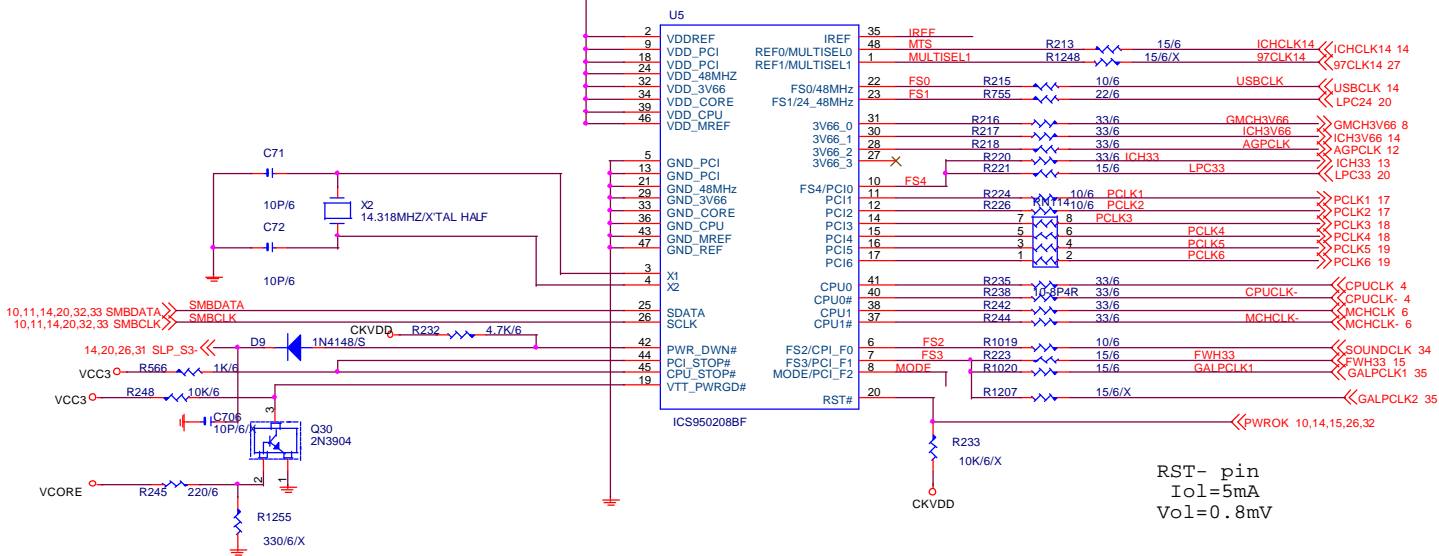 U5
2 VDDREF
9 VDD_PCI
18 VDD_PCI
24 VDD_48MHZ
32 VDD_3V66
34 VDD_CORE
39 VDD_CPU
46 VDD_MREF
5 GND_PCI
13 GND_PCI
21 GND_48MHz
29 GND_3V66
33 GND_CORE
36 GND_CPU
43 GND_MREF
47 GND_REF
3 X1
4 X2
25 SDATA
26 SCLK
42 PWR_DWN#
44 PCI_STOP#
45 CPU_STOP#
19 VTT_PWRGD#
ICS950208BF
IREF 35 IREF
REF0/MULTISEL0 48 MTS R213 15/6 ICHCLK14 ICHCLK14 14
REF1/MULTISEL1 1 MULTISEL1 R1248 15/6/X 97CLK14 97CLK14 27
FS0/48MHz 22 FS0 R215 10/6 USBCLK USBCLK 14
FS1/24_48MHz 23 FS1 R755 22/6 LPC24 20
3V66_0 31 R216 33/6 GMCH3V66 GMCH3V66 8
3V66_1 30 R217 33/6 ICH3V66 ICH3V66 14
3V66_2 28 R218 33/6 AGPCLK AGPCLK 12
3V66_3 27 R220 33/6 ICH33 ICH33 13
R221 15/6 LPC33 LPC33 20
FS4/PCI0 10 FS4
PCI1 11 R224 10/6 PCLK1 PCLK1 17
PCI2 12 R226 10/6 PCLK2 PCLK2 17
RN114
PCI3 14 7 8 PCLK3 PCLK3 18
PCI4 15 5 6 PCLK4 PCLK4 18
PCI5 16 3 4 PCLK5 PCLK5 19
PCI6 17 1 2 PCLK6 PCLK6 19
10-8P4R
CPU0 41 R235 33/6 CPUCLK 4
CPU0# 40 R238 33/6 CPUCLK- CPUCLK- 4
CPU1 38 R242 33/6 MCHCLK 6
CPU1# 37 R244 33/6 MCHCLK- MCHCLK- 6
FS2/CPI_F0 6 FS2 R1019 10/6 SOUNDCLK 34
FS3/PCI_F1 7 FS3 R223 15/6 FWH33 FWH33 15
MODE/PCI_F2 8 MODE R1020 15/6 GALPCLK1 GALPCLK1 35
RST# 20 R1207 15/6/X GALPCLK2 35
PWROK 10,14,15,26,32
R233
10K/6/X
CKVDD
RST- pin
Iol=5mA
Vol=0.8mV
C71
10P/6
X2
14.318MHZ/X'TAL HALF
C72
10P/6
10,11,14,20,32,33 SMBDATA SMBDATA
10,11,14,20,32,33 SMBCLK SMBCLK
CKVDD R232 4.7K/6
14,20,26,31 SLP_S3- D9 1N4148/S
VCC3 R566 1K/6
VCC3 R248 10K/6
C706
10P/6/X
3
Q30
2N3904
2 1
VCORE R245 220/6
R1255
330/6/X